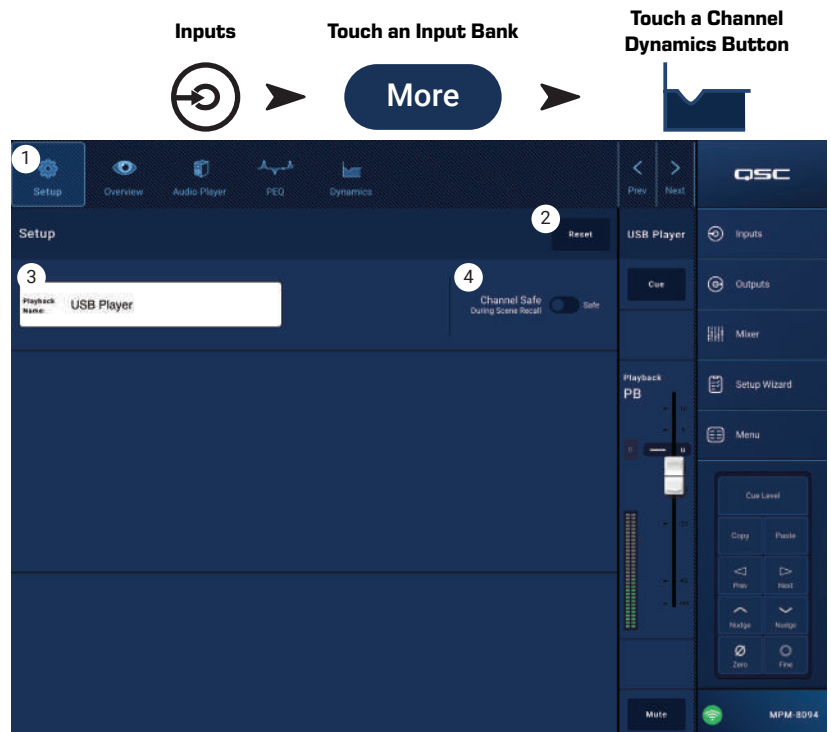 Inputs
Touch an Input Bank
Touch a Channel
Dynamics Button
More
1
Setup
Overview
Audio Player
PEQ
Dynamics
Prev
Next
QSC
Setup
2
Reset
USB Player
Inputs
3
Playback
Name:
USB Player
4
Channel Safe
During Scene Recall
Safe
Cue
Outputs
Mixer
Playback
PB
Setup Wizard
Menu
10
U
Cue Level
Copy
Paste
Prev
Next
Nudge
Nudge
Zero
Fine
Mute
MPM-8094